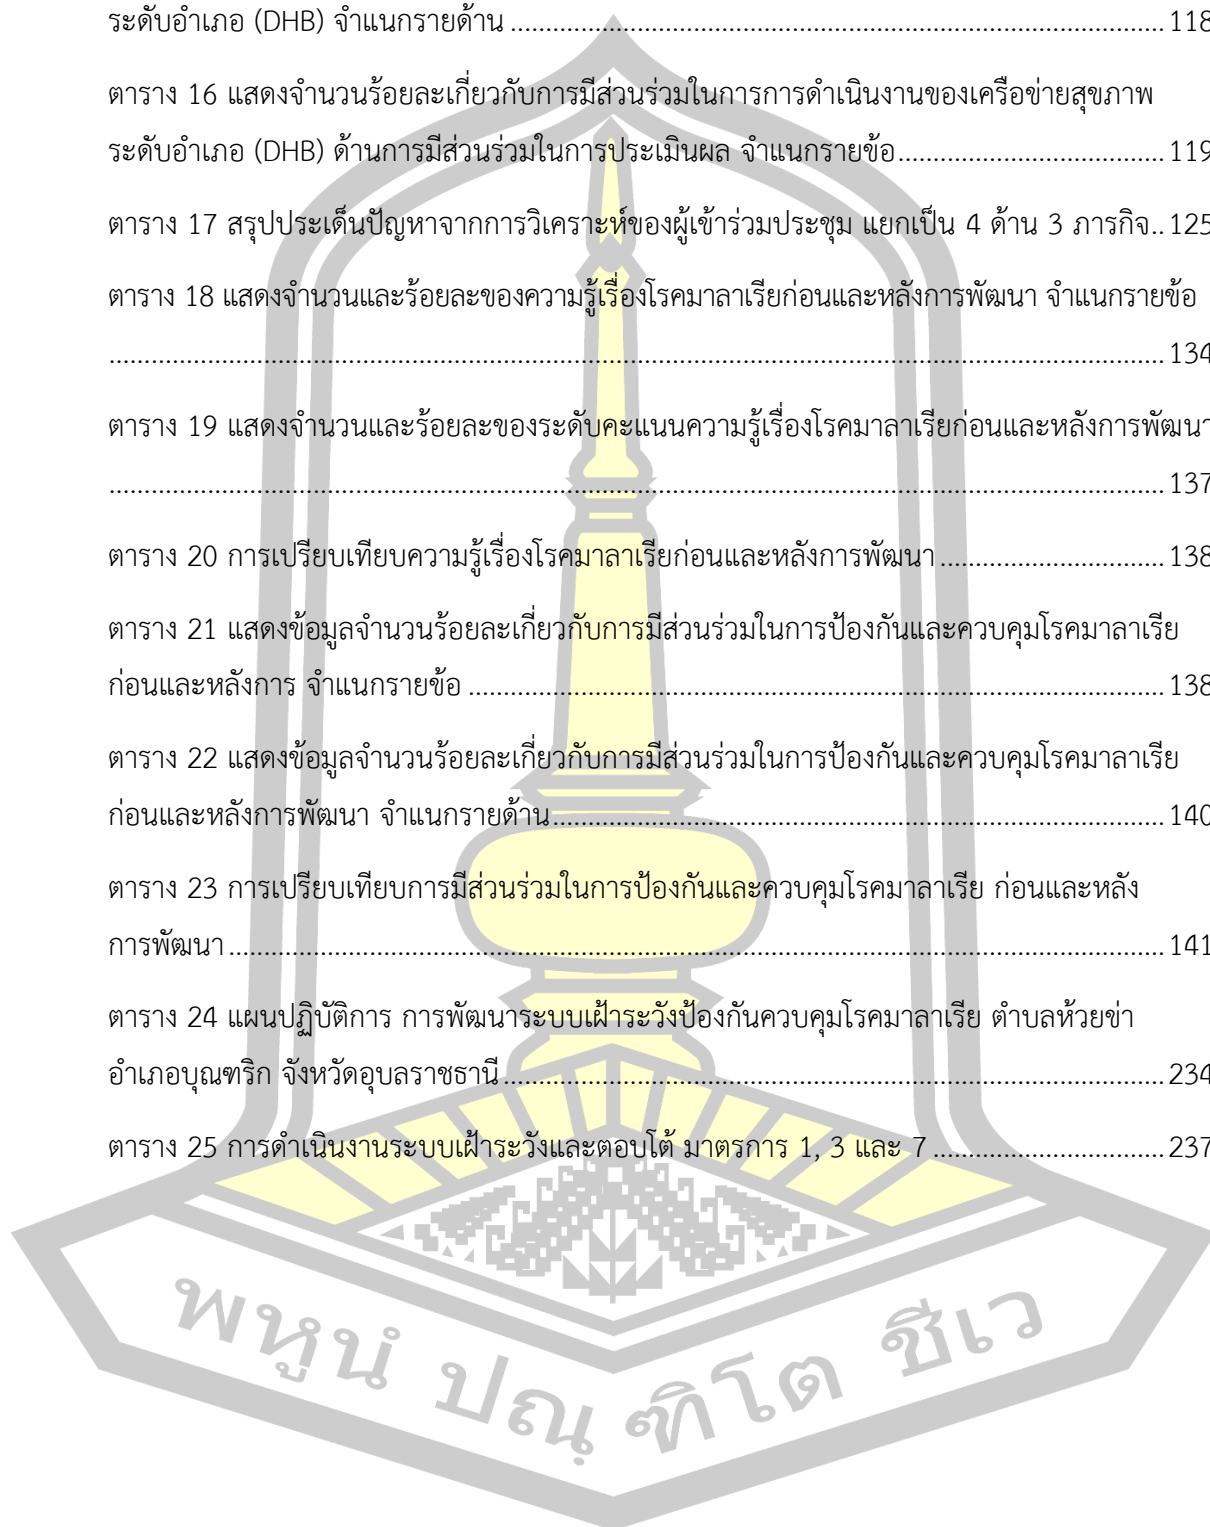 ระดับอำเภอ (DHB) จำแนกรายด้าน ........................................................................ 118
ตาราง 16 แสดงจำนวนร้อยละเกี่ยวกับการมีส่วนร่วมในการการดำเนินงานของเครือข่ายสุขภาพ
ระดับอำเภอ (DHB) ด้านการมีส่วนร่วมในการประเมินผล จำแนกรายข้อ ................................ 119
ตาราง 17 สรุปประเด็นปัญหาจากการวิเคราะห์ของผู้เข้าร่วมประชุม แยกเป็น 4 ด้าน 3 ภารกิจ.. 125
ตาราง 18 แสดงจำนวนและร้อยละของความรู้เรื่องโรคมาลาเรียก่อนและหลังการพัฒนา จำแนกรายข้อ
........................................................................................................................ 134
ตาราง 19 แสดงจำนวนและร้อยละของระดับคะแนนความรู้เรื่องโรคมาลาเรียก่อนและหลังการพัฒนา
........................................................................................................................ 137
ตาราง 20 การเปรียบเทียบความรู้เรื่องโรคมาลาเรียก่อนและหลังการพัฒนา ........................... 138
ตาราง 21 แสดงข้อมูลจำนวนร้อยละเกี่ยวกับการมีส่วนร่วมในการป้องกันและควบคุมโรคมาลาเรีย
ก่อนและหลังการ จำแนกรายข้อ ............................................................................ 138
ตาราง 22 แสดงข้อมูลจำนวนร้อยละเกี่ยวกับการมีส่วนร่วมในการป้องกันและควบคุมโรคมาลาเรีย
ก่อนและหลังการพัฒนา จำแนกรายด้าน .................................................................. 140
ตาราง 23 การเปรียบเทียบการมีส่วนร่วมในการป้องกันและควบคุมโรคมาลาเรีย ก่อนและหลัง
การพัฒนา ........................................................................................................ 141
ตาราง 24 แผนปฏิบัติการ การพัฒนาระบบเฝ้าระวังป้องกันควบคุมโรคมาลาเรีย ตำบลห้วยข่า
อำเภอบุณฑริก จังหวัดอุบลราชธานี ........................................................................ 234
ตาราง 25 การดำเนินงานระบบเฝ้าระวังและตอบโต้ มาตรการ 1, 3 และ 7 ........................... 237
พหูนํ ปณฺฑิโต ชีเว